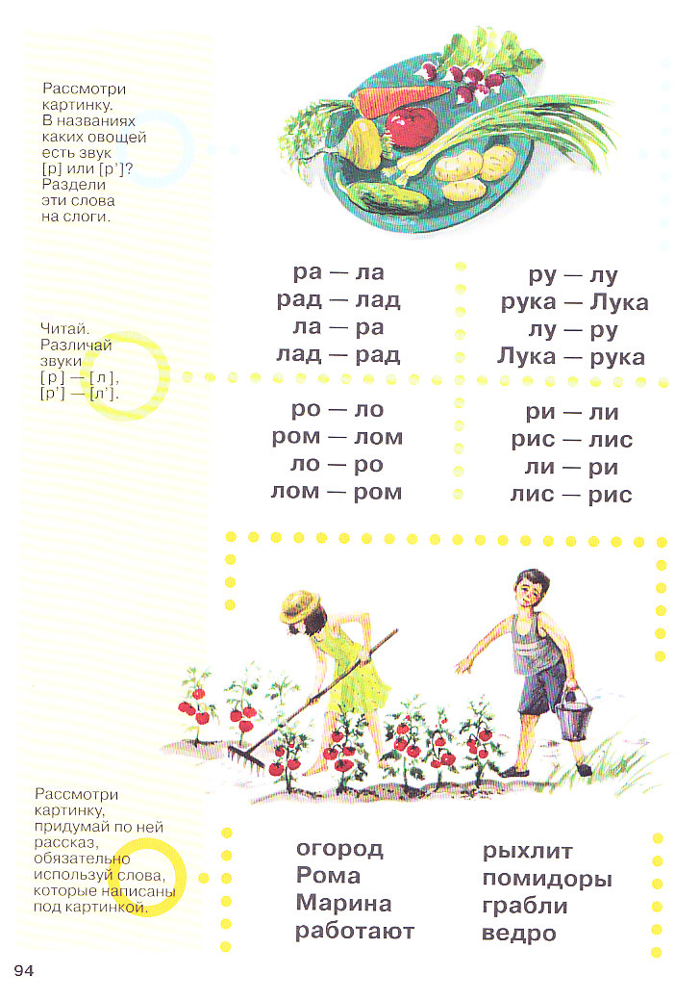 Рассмотри
картинку.
В названиях
каких овощей
есть звук
[р] или [р']?
Раздели
эти слова
на слоги.
ра — ла
рад — лад
ла — ра
лад — рад
ру — лу
рука — Лука
лу — ру
Лука — рука
Читай.
Различай
звуки
[р] — [л],
[р'] — [л'].
ро — ло
ром — лом
ло — ро
лом — ром
ри — ли
рис — лис
ли — ри
лис — рис
Рассмотри
картинку,
придумай по ней
рассказ,
обязательно
используй слова,
которые написаны
под картинкой.
огород
Рома
Марина
работают
рыхлит
помидоры
грабли
ведро
94